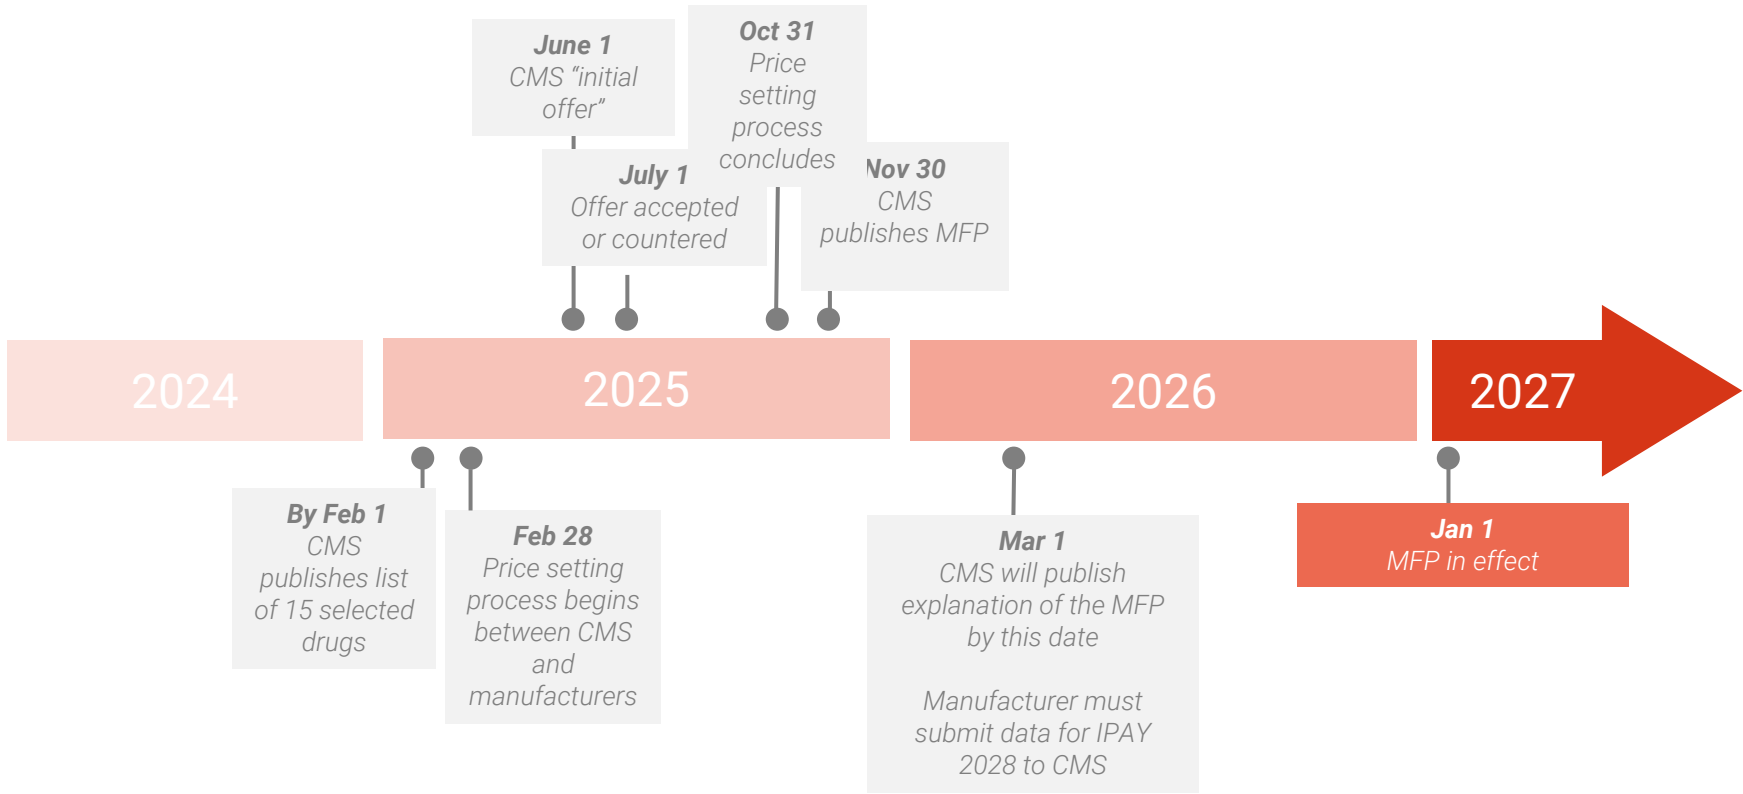 June 1
CMS “initial
offer”
July 1
Offer accepted
or countered
Oct 31
Price
setting
process
concludes
Nov 30
CMS
publishes MFP
2024
2025
2026
2027
By Feb 1
CMS
publishes list
of 15 selected
drugs
Feb 28
Price setting
process begins
between CMS
and
manufacturers
Mar 1
CMS will publish
explanation of the MFP
by this date
Manufacturer must
submit data for IPAY
2028 to CMS
Jan 1
MFP in effect